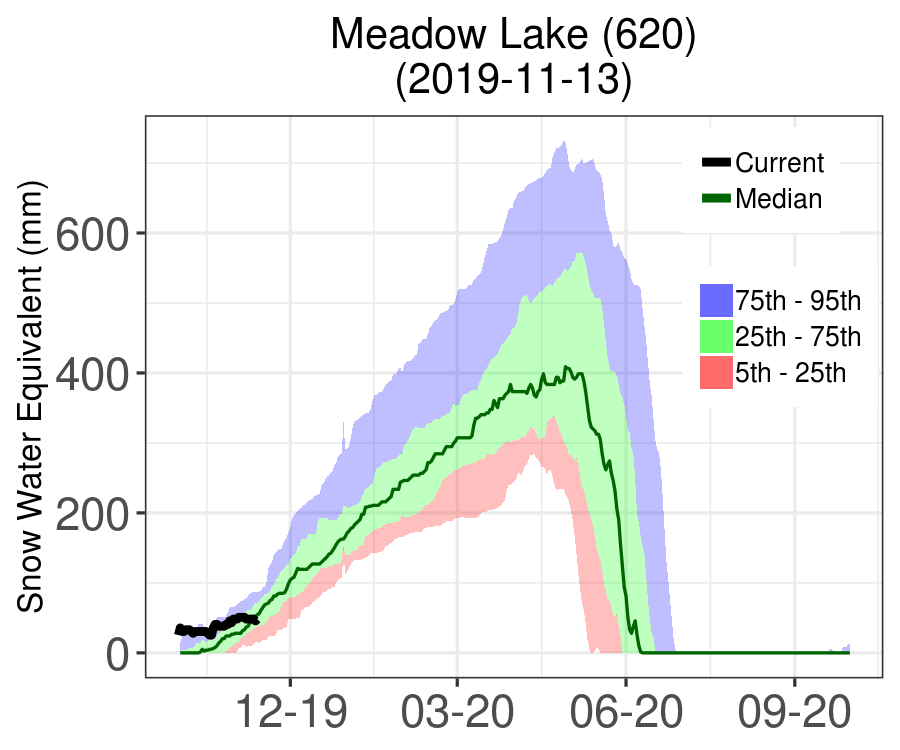 Meadow Lake (620)
(2019-11-13)
Snow Water Equivalent (mm)
600
400
200
0
12-19
03-20
06-20
09-20
Current
Median
75th - 95th
25th - 75th
5th - 25th